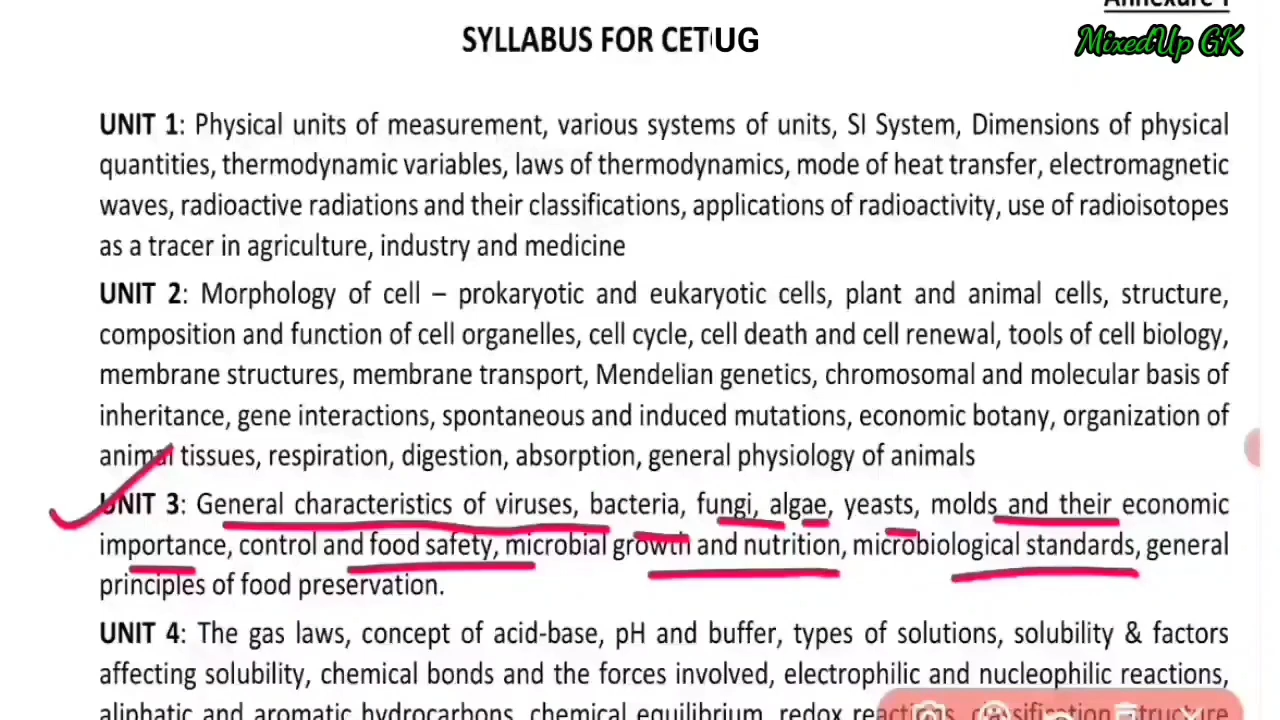 Annexure I
MixedUp GK
SYLLABUS FOR CET UG
UNIT 1: Physical units of measurement, various systems of units, SI System, Dimensions of physical
quantities, thermodynamic variables, laws of thermodynamics, mode of heat transfer, electromagnetic
waves, radioactive radiations and their classifications, applications of radioactivity, use of radioisotopes
as a tracer in agriculture, industry and medicine
UNIT 2: Morphology of cell – prokaryotic and eukaryotic cells, plant and animal cells, structure,
composition and function of cell organelles, cell cycle, cell death and cell renewal, tools of cell biology,
membrane structures, membrane transport, Mendelian genetics, chromosomal and molecular basis of
inheritance, gene interactions, spontaneous and induced mutations, economic botany, organization of
animal tissues, respiration, digestion, absorption, general physiology of animals
UNIT 3: General characteristics of viruses, bacteria, fungi, algae, yeasts, molds and their economic
importance, control and food safety, microbial growth and nutrition, microbiological standards, general
principles of food preservation.
UNIT 4: The gas laws, concept of acid-base, pH and buffer, types of solutions, solubility & factors
affecting solubility, chemical bonds and the forces involved, electrophilic and nucleophilic reactions,
aliphatic and aromatic hydrocarbons, chemical equilibrium, redox reactions, classification, structure